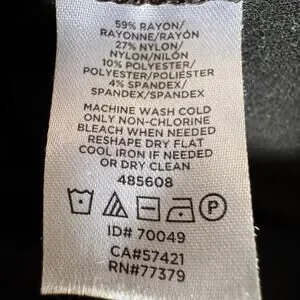 59% RAYON/
RAYONNE/RAYÓN
27% NYLON/
NYLON/NILÓN
10% POLYESTER/
POLYESTER/POLIÉSTER
4% SPANDEX/
SPANDEX/SPANDEX
MACHINE WASH COLD
ONLY NON-CHLORINE
BLEACH WHEN NEEDED
RESHAPE DRY FLAT
COOL IRON IF NEEDED
OR DRY CLEAN
485608
P
ID# 70049
CA#57421
RN#77379